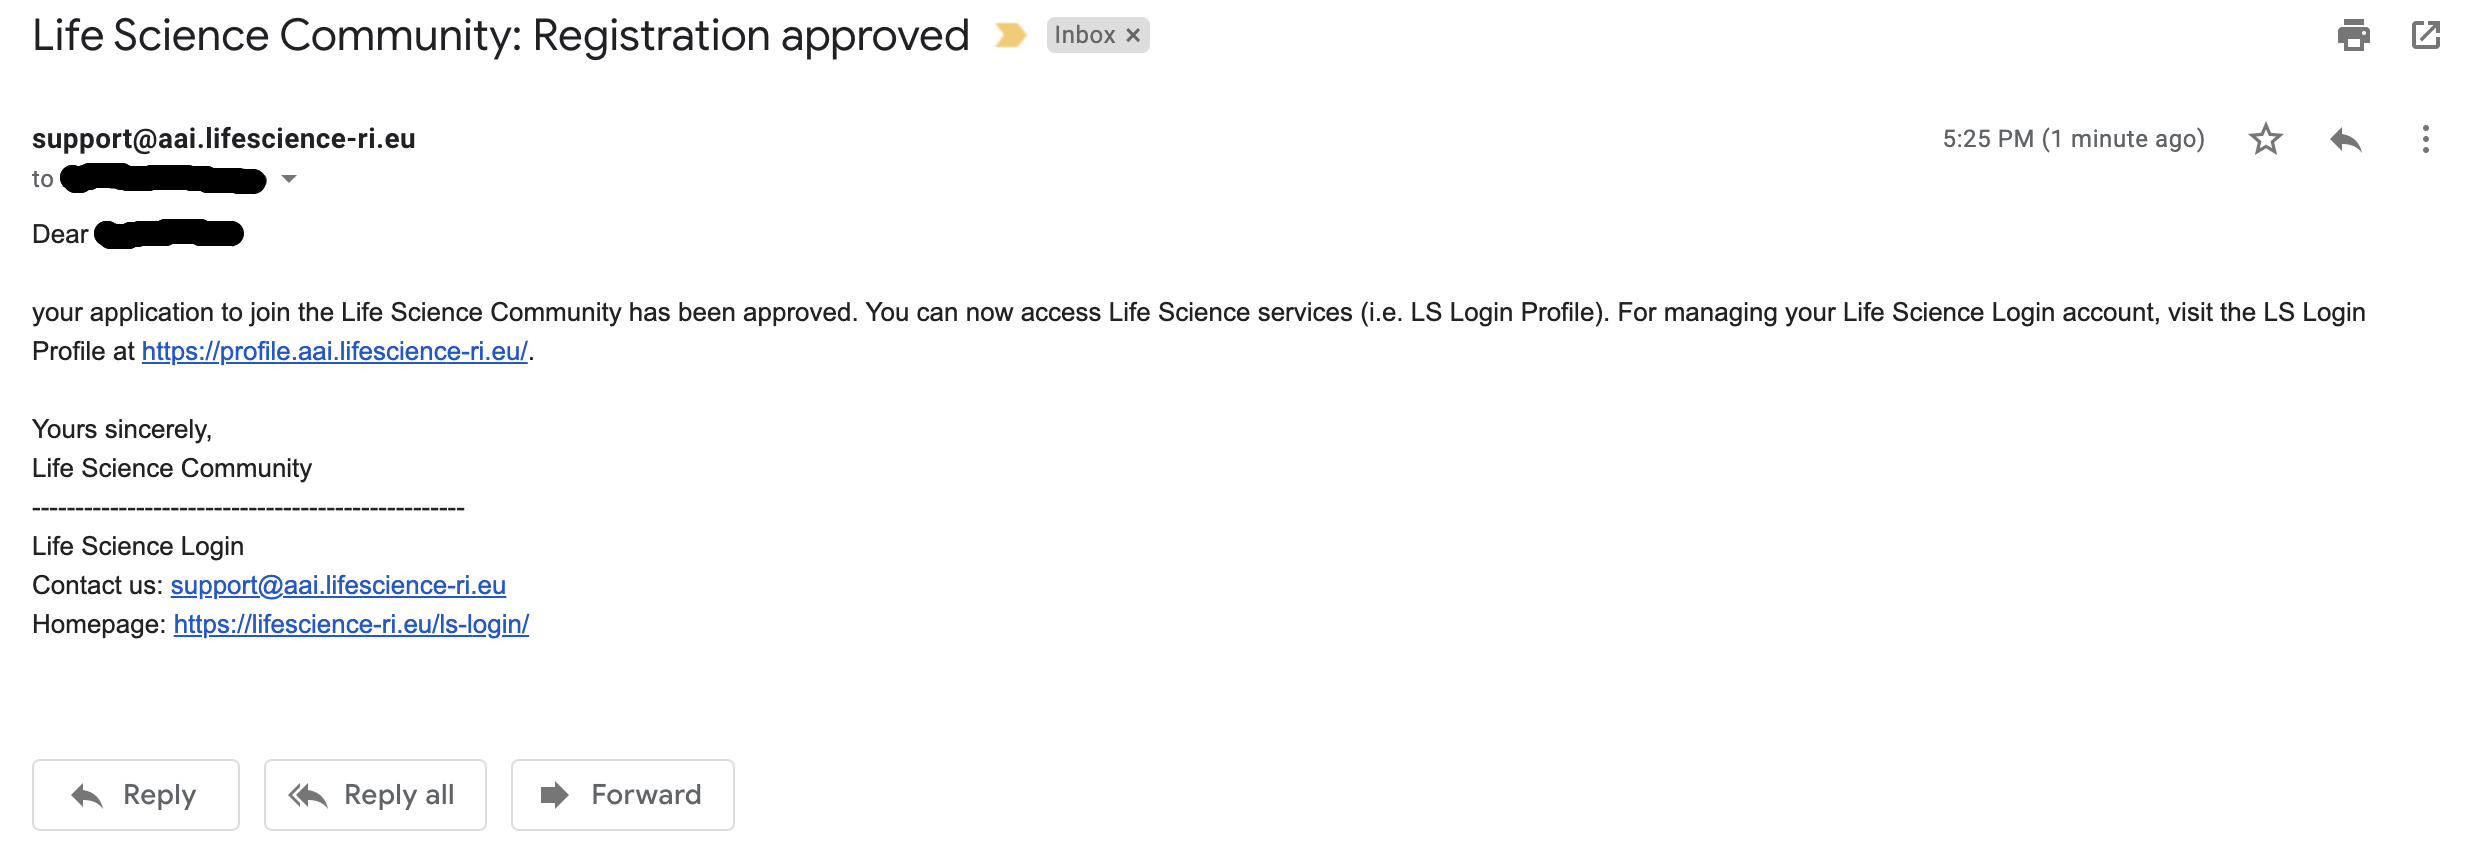 Life Science Community: Registration approved Inbox ×
support@aai.lifescience-ri.eu 5:25 PM (1 minute ago)
to
Dear
your application to join the Life Science Community has been approved. You can now access Life Science services (i.e. LS Login Profile). For managing your Life Science Login account, visit the LS Login
Profile at https://profile.aai.lifescience-ri.eu/.
Yours sincerely,
Life Science Community
--------------------------------------------------
Life Science Login
Contact us: support@aai.lifescience-ri.eu
Homepage: https://lifescience-ri.eu/ls-login/
Reply Reply all Forward